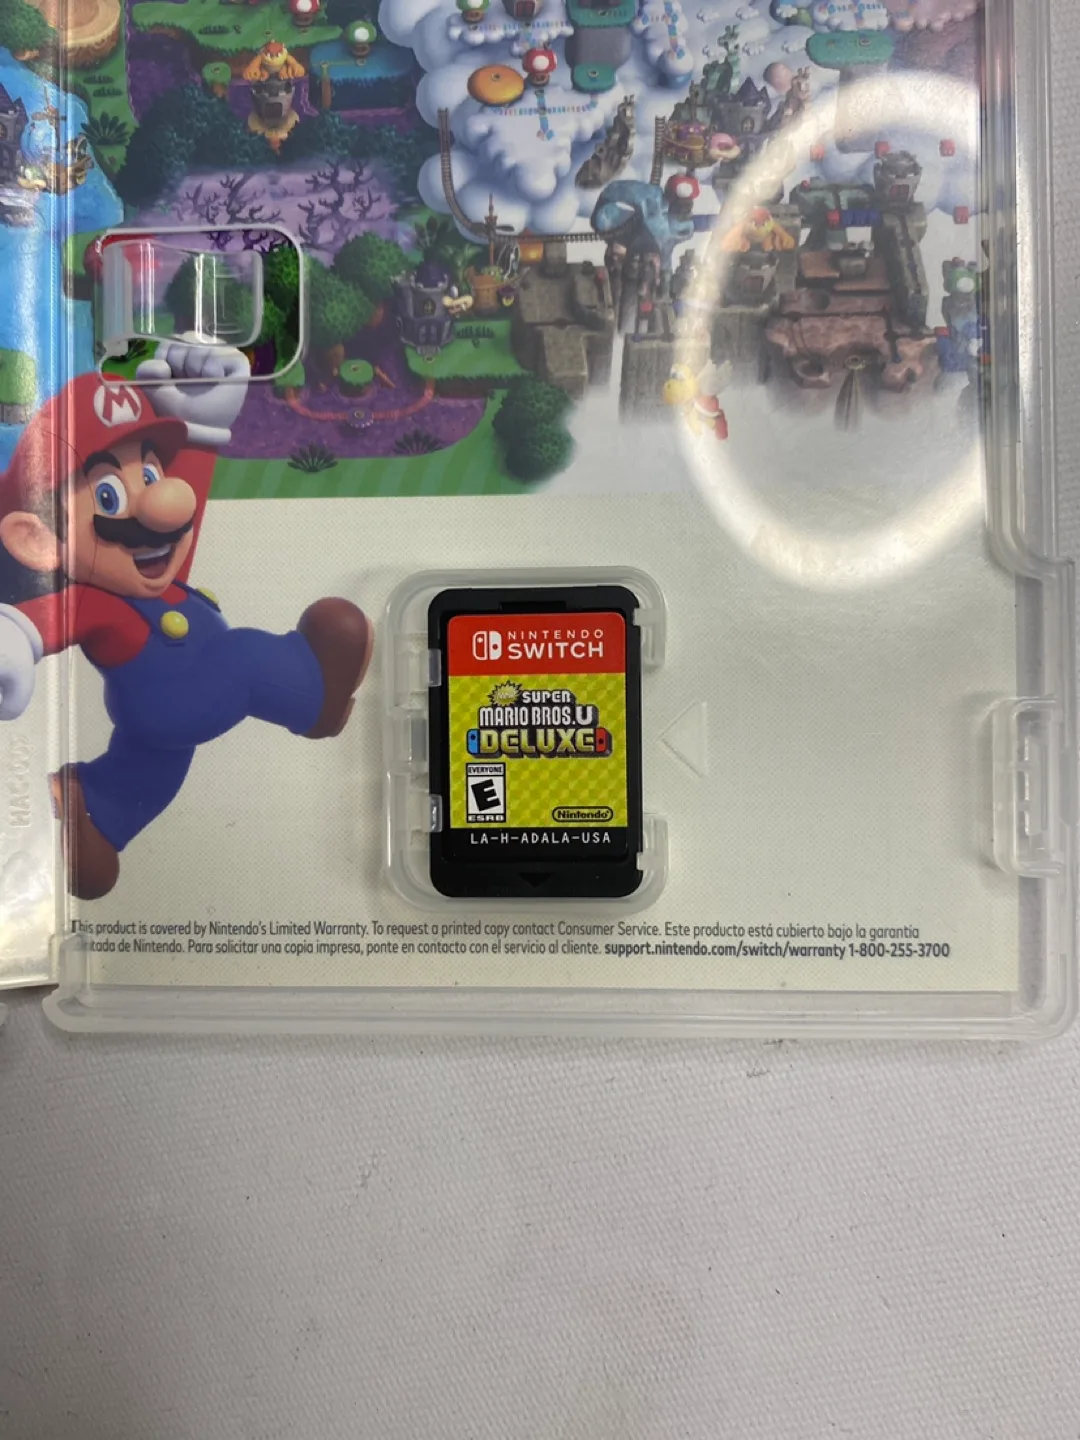 M
NINTENDO
SWITCH
NEW SUPER
MARIO BROS. U
DELUXE
EVERYONE
E
ESRB
Nintendo
LA-H-ADALA-USA
This product is covered by Nintendo's Limited Warranty. To request a printed copy contact Consumer Service. Este producto está cubierto bajo la garantía
limitada de Nintendo. Para solicitar una copia impresa, ponte en contacto con el servicio al cliente. support.nintendo.com/switch/warranty 1-800-255-3700